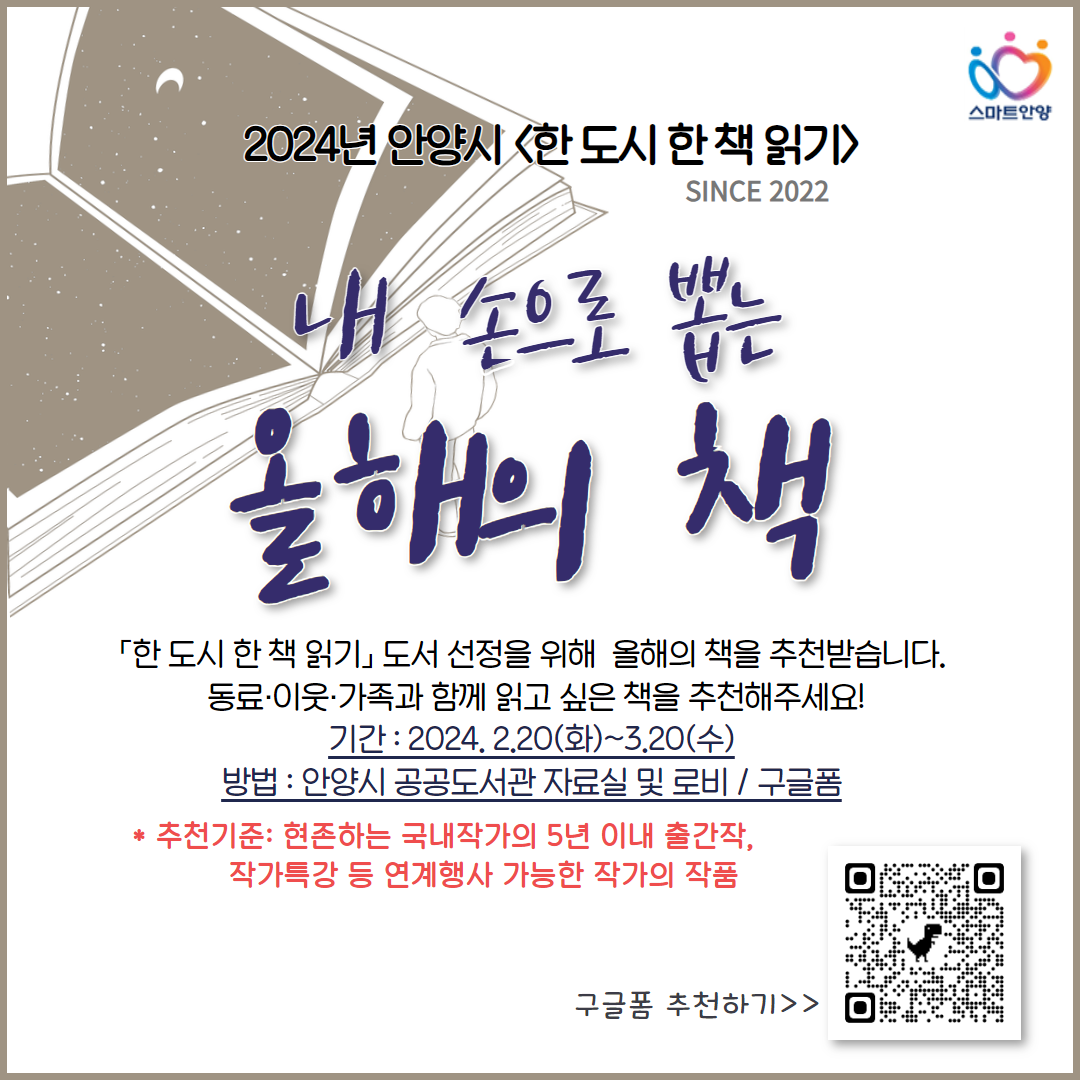 스마트안양
2024년 안양시 <한 도시 한 책 읽기>
SINCE 2022
내 손으로 뽑는
올해의 책
「한 도시 한 책 읽기」 도서 선정을 위해 올해의 책을 추천받습니다.
동료·이웃·가족과 함께 읽고 싶은 책을 추천해주세요!
기간 : 2024. 2.20(화)~3.20(수)
방법 : 안양시 공공도서관 자료실 및 로비 / 구글폼
* 추천기준: 현존하는 국내작가의 5년 이내 출간작,
작가특강 등 연계행사 가능한 작가의 작품
구글폼 추천하기>>